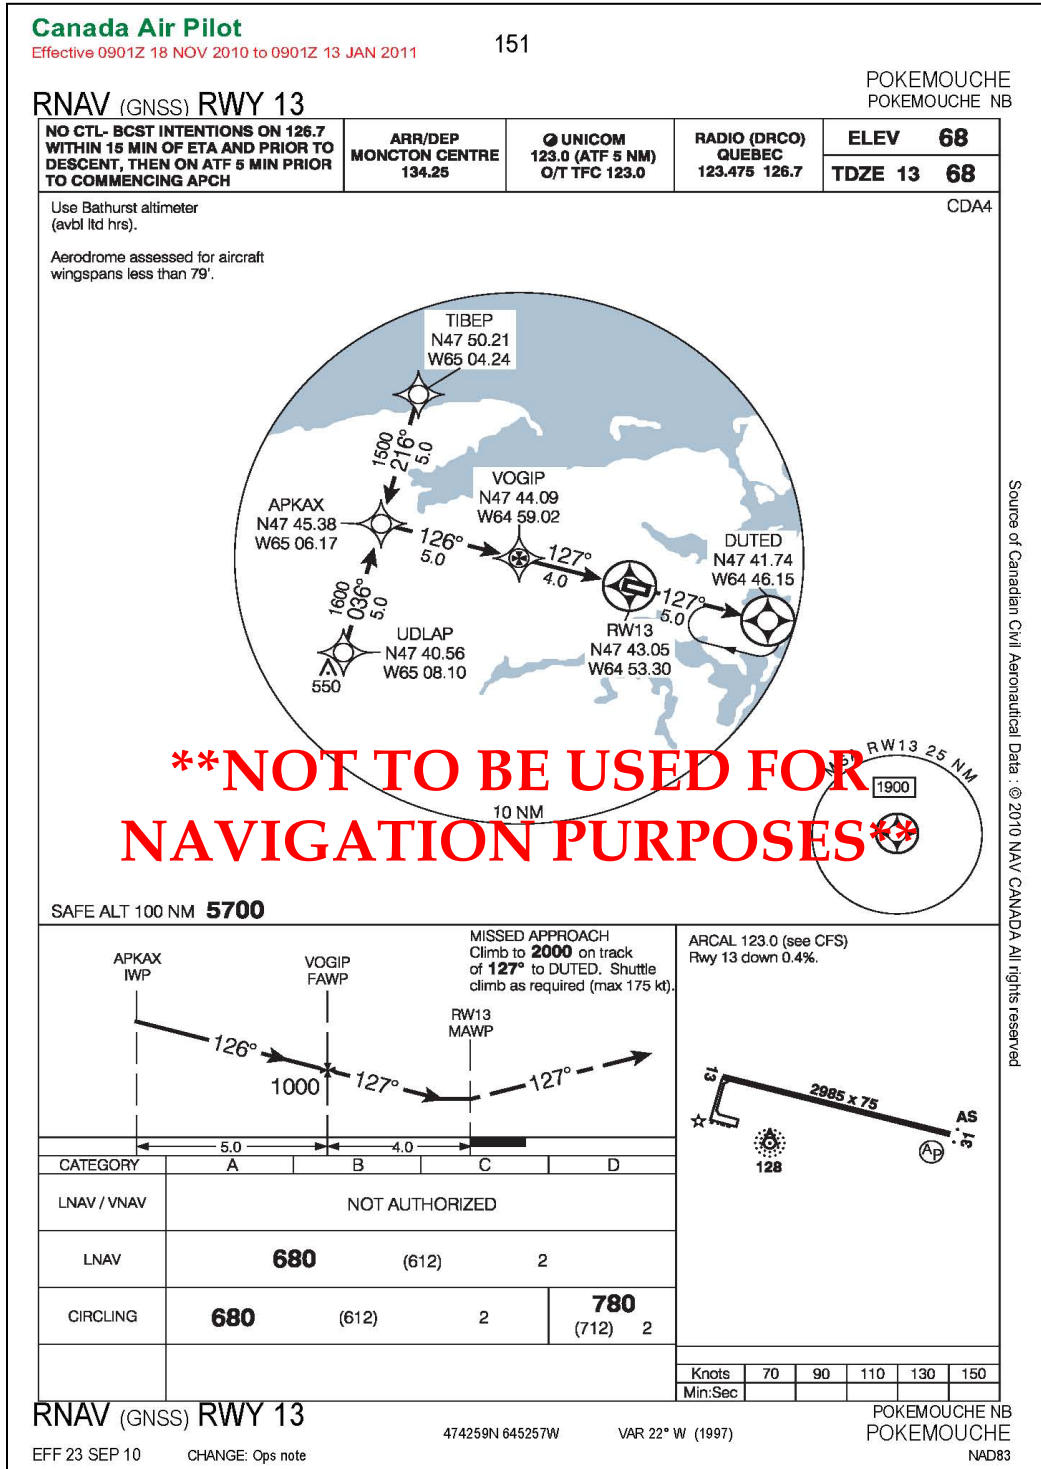 Canada Air Pilot
Effective 0901Z 18 NOV 2010 to 0901Z 13 JAN 2011
151
POKEMOUCHE
POKEMOUCHE NB
RNAV (GNSS) RWY 13
NO CTL- BCST INTENTIONS ON 126.7
WITHIN 15 MIN OF ETA AND PRIOR TO
DESCENT, THEN ON ATF 5 MIN PRIOR
TO COMMENCING APCH
ARR/DEP
MONCTON CENTRE
134.25
UNICOM
123.0 (ATF 5 NM)
O/T TFC 123.0
RADIO (DRCO)
QUEBEC
123.475 126.7
ELEV 68
TDZE 13 68
Use Bathurst altimeter
(avbl ltd hrs).
CDA4
Aerodrome assessed for aircraft
wingspans less than 79'.
TIBEP
N47 50.21
W65 04.24
1500
216°
5.0
VOGIP
N47 44.09
W64 59.02
APKAX
N47 45.38
W65 06.17
126°
5.0
127°
4.0
DUTED
N47 41.74
W64 46.15
127°
5.0
1600
036°
5.0
UDLAP
N47 40.56
W65 08.10
550
RW13
N47 43.05
W64 53.30
**NOT TO BE USED FOR
NAVIGATION PURPOSES**
10 NM
MSA RW13 25 NM
1900
SAFE ALT 100 NM 5700
Source of Canadian Civil Aeronautical Data : © 2010 NAV CANADA All rights reserved
APKAX
IWP
VOGIP
FAWP
MISSED APPROACH
Climb to 2000 on track
of 127° to DUTED. Shuttle
climb as required (max 175 kt).
RW13
MAWP
126°
1000
127°
127°
5.0
4.0
ARCAL 123.0 (see CFS)
Rwy 13 down 0.4%.
13
2985 x 75
AS
31
AP
A
128
CATEGORY A B C D
LNAV / VNAV NOT AUTHORIZED
LNAV 680 (612) 2
CIRCLING 680 (612) 2 780
(712) 2
Knots 70 90 110 130 150
Min:Sec
RNAV (GNSS) RWY 13
474259N 645257W
VAR 22° W (1997)
POKEMOUCHE NB
POKEMOUCHE
EFF 23 SEP 10
CHANGE: Ops note
NAD83